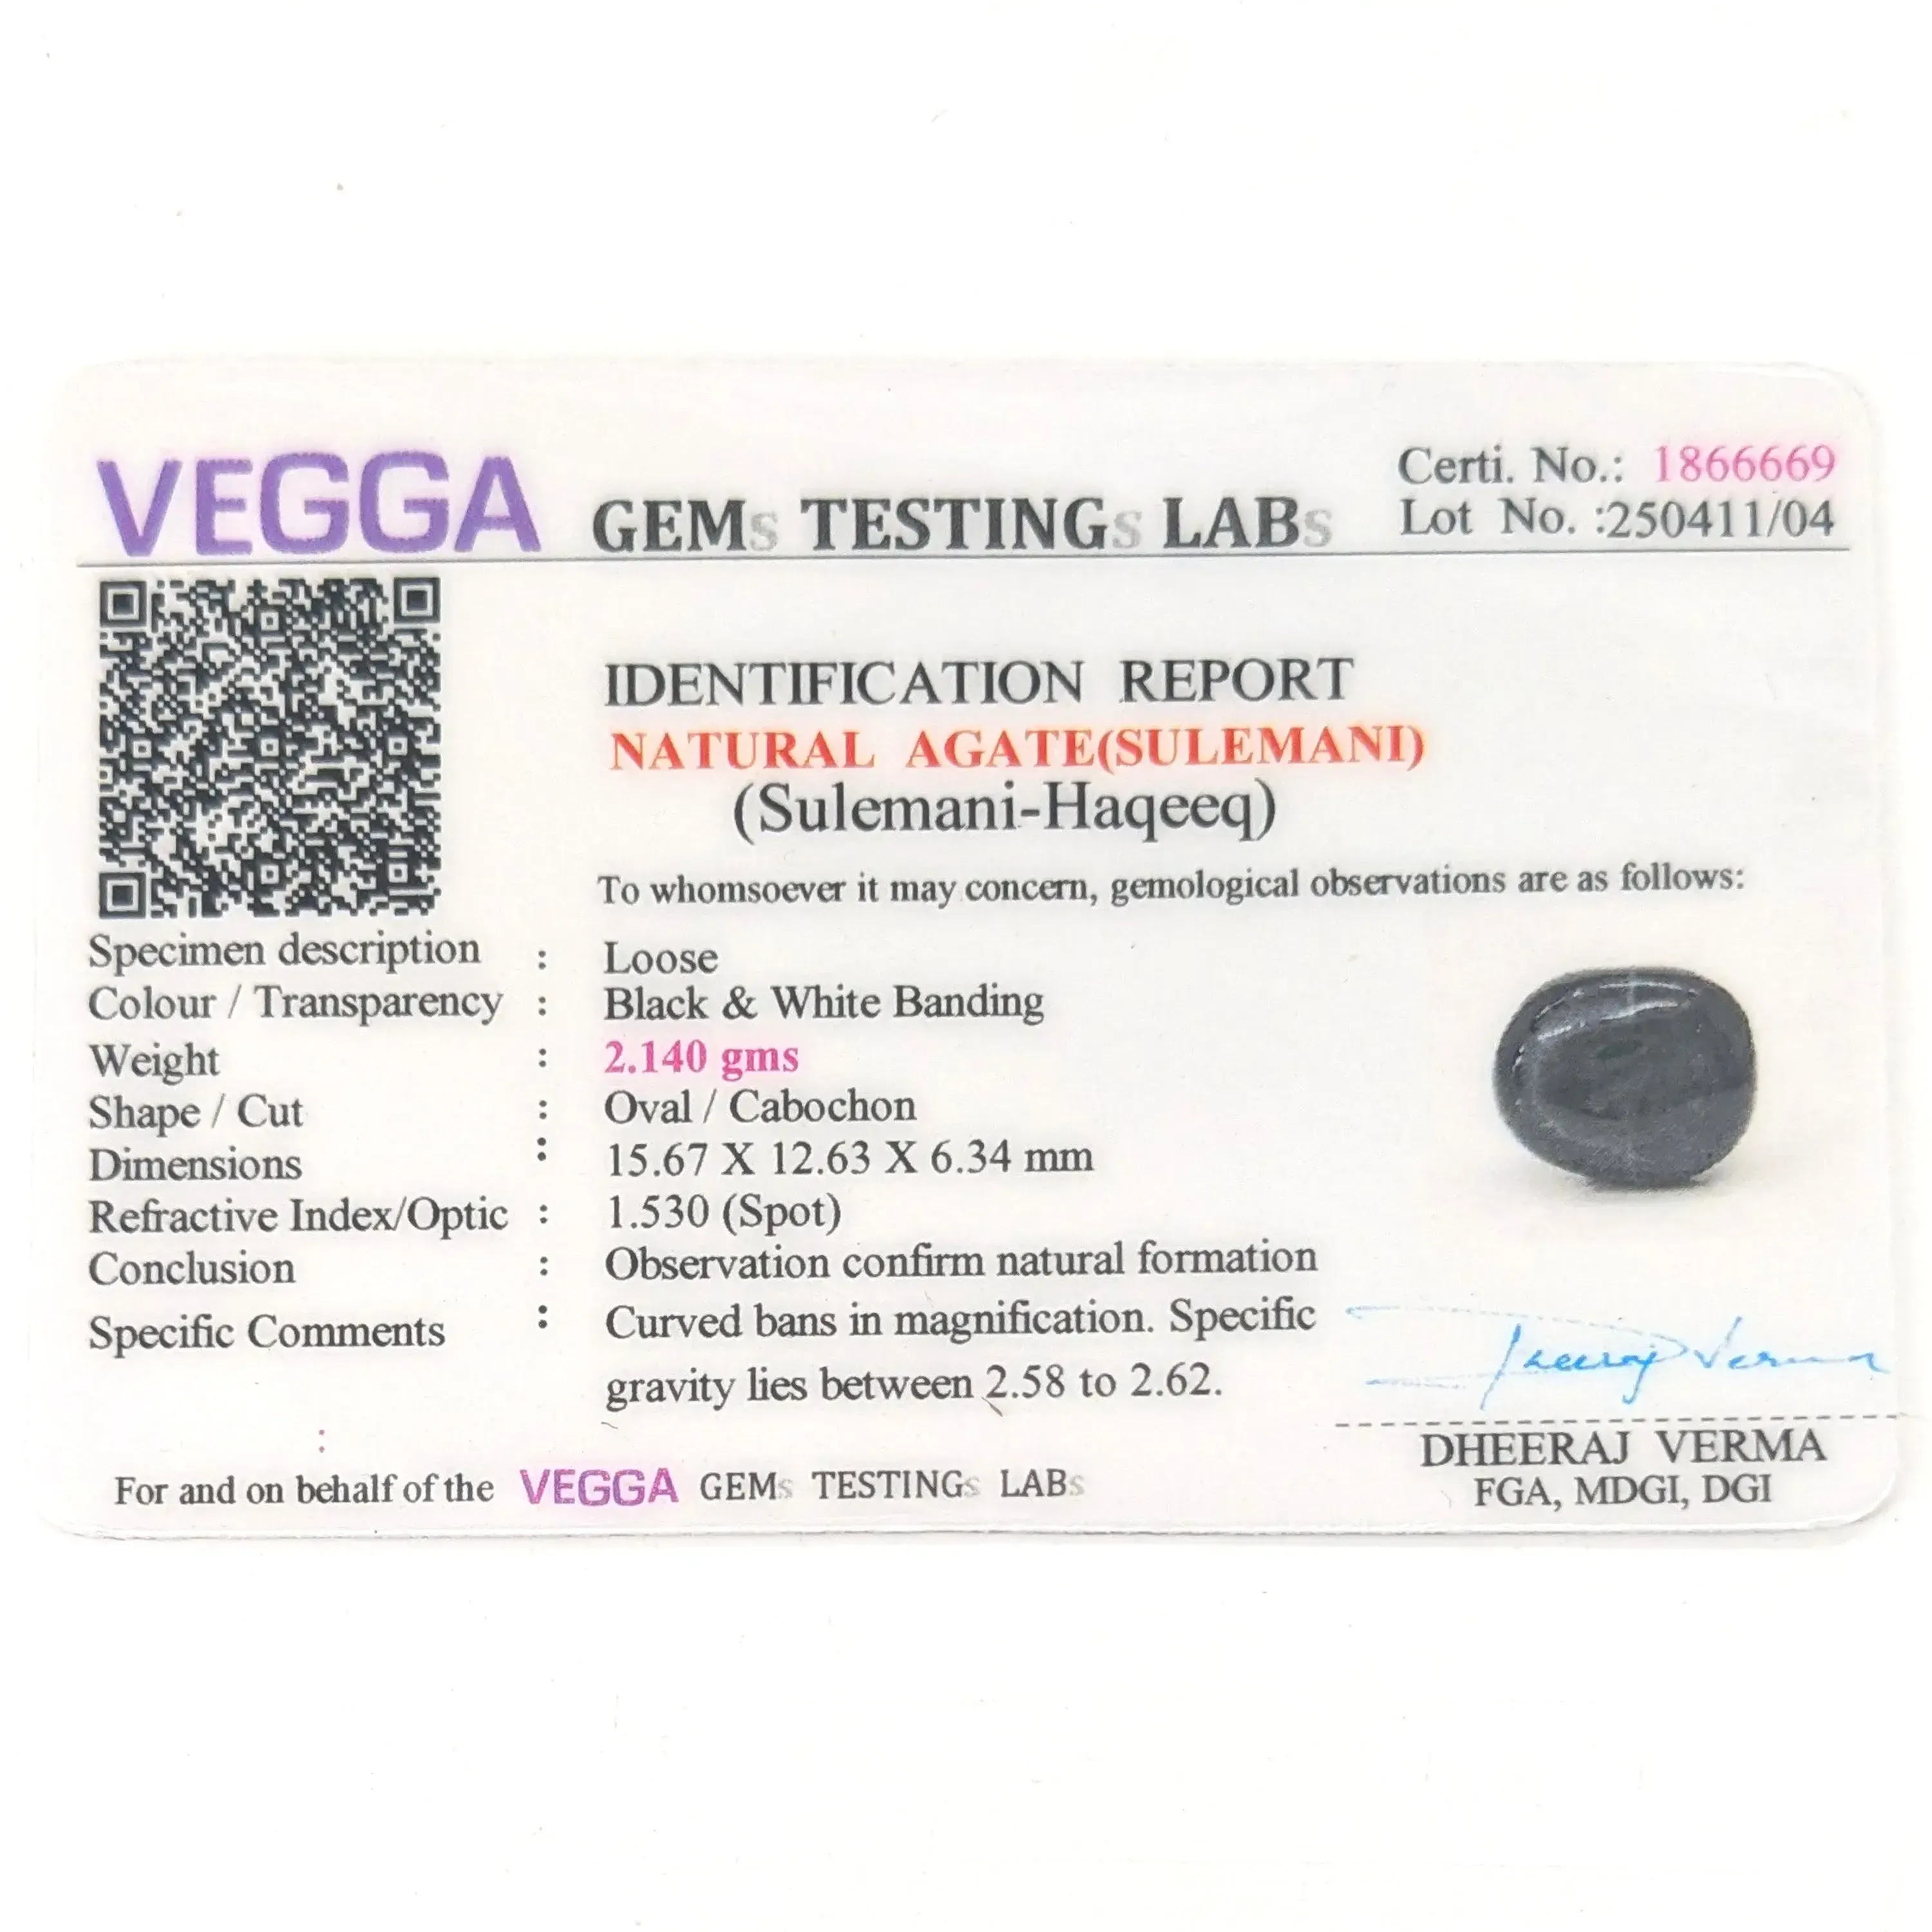 VEGGA GEMs TESTINGs LABs
Certi. No.: 1866669
Lot No. :250411/04
IDENTIFICATION REPORT
NATURAL AGATE(SULEMANI)
(Sulemani-Haqeeq)
To whomsoever it may concern, gemological observations are as follows:
Specimen description : Loose
Colour / Transparency : Black & White Banding
Weight : 2.140 gms
Shape / Cut : Oval / Cabochon
Dimensions : 15.67 X 12.63 X 6.34 mm
Refractive Index/Optic : 1.530 (Spot)
Conclusion : Observation confirm natural formation
Specific Comments : Curved bans in magnification. Specific
gravity lies between 2.58 to 2.62.
:
Dheeraj Verma
DHEERAJ VERMA
FGA, MDGI, DGI
For and on behalf of the VEGGA GEMs TESTINGs LABs